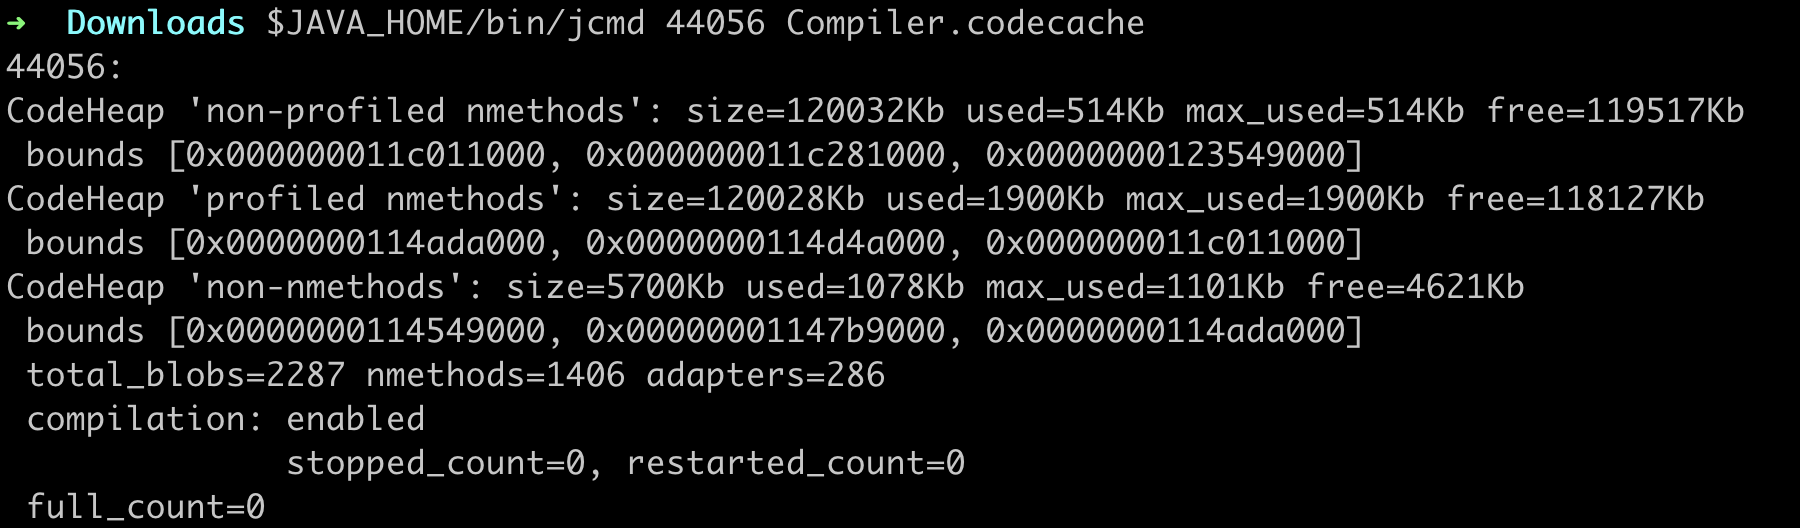 ➜  Downloads $JAVA_HOME/bin/jcmd 44056 Compiler.codecache
44056:
CodeHeap 'non-profiled nmethods': size=120032Kb used=514Kb max_used=514Kb free=119517Kb
 bounds [0x000000011c011000, 0x000000011c281000, 0x0000000123549000]
CodeHeap 'profiled nmethods': size=120028Kb used=1900Kb max_used=1900Kb free=118127Kb
 bounds [0x0000000114ada000, 0x0000000114d4a000, 0x000000011c011000]
CodeHeap 'non-nmethods': size=5700Kb used=1078Kb max_used=1101Kb free=4621Kb
 bounds [0x0000000114549000, 0x00000001147b9000, 0x0000000114ada000]
 total_blobs=2287 nmethods=1406 adapters=286
 compilation: enabled
              stopped_count=0, restarted_count=0
 full_count=0